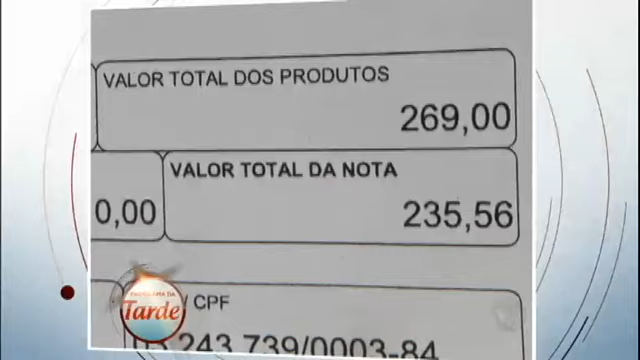 VALOR TOTAL DOS PRODUTOS
269,00
VALOR TOTAL DA NOTA
0,00
235,56
/ CPF
PROGRAMA DA
Tarde
243.739/0003-84